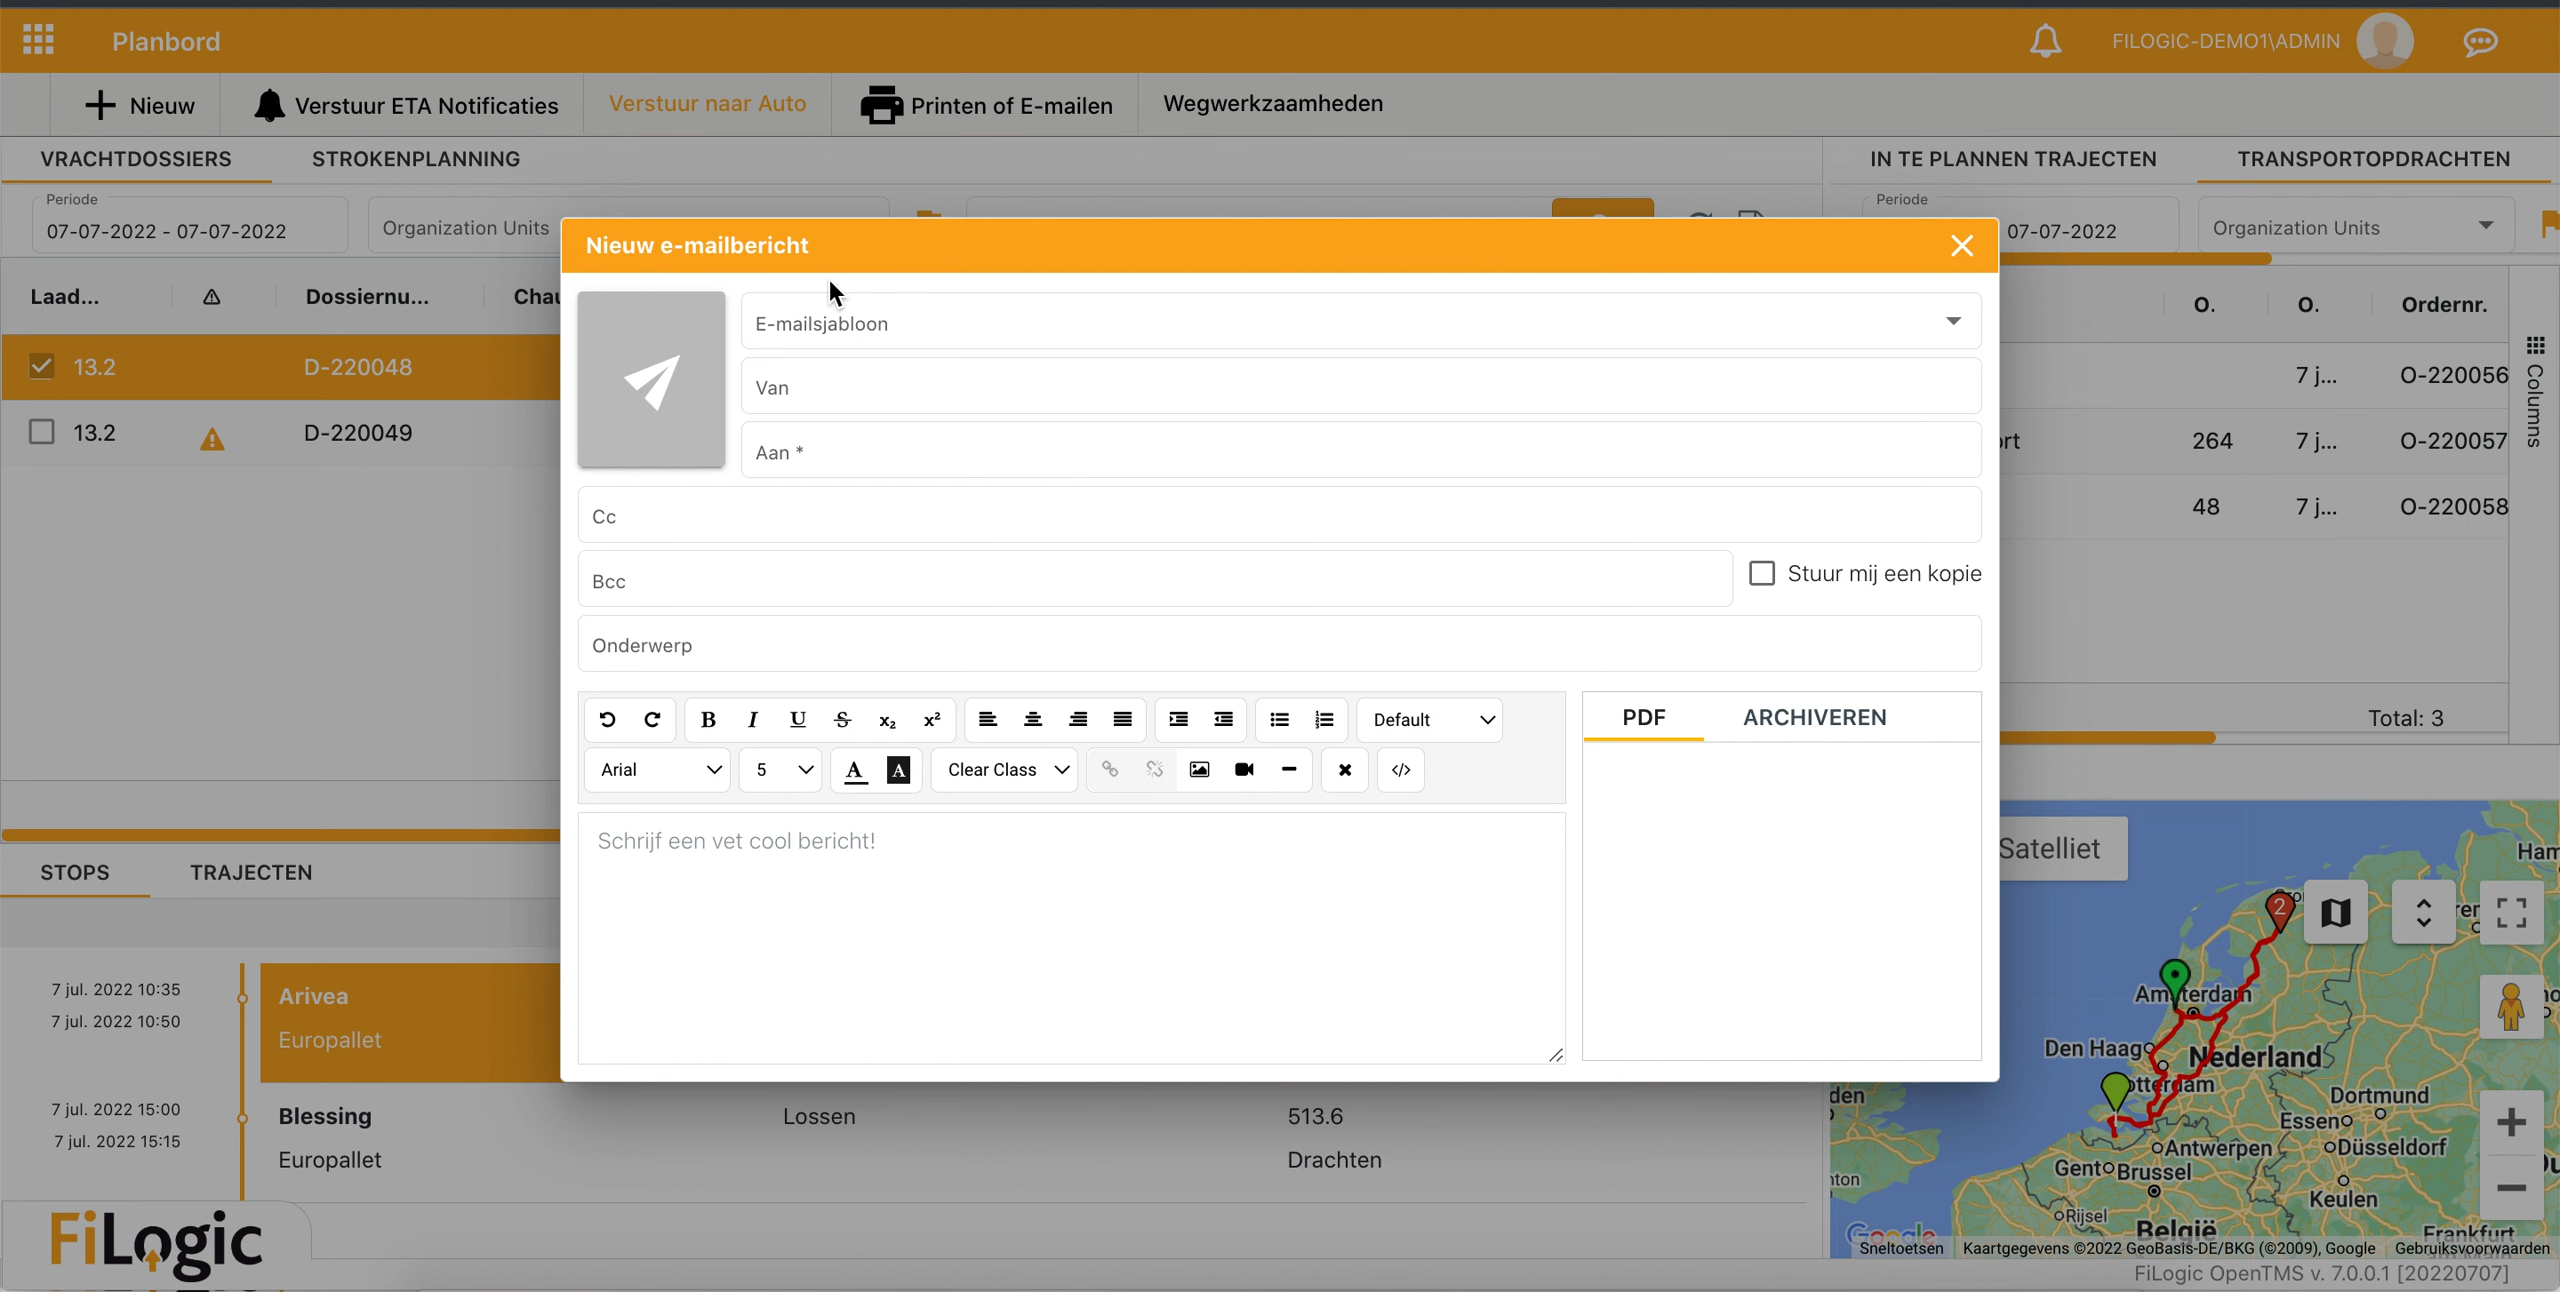 Planbord
FILOGIC-DEMO1\ADMIN
Nieuw
Verstuur ETA Notificaties
Verstuur naar Auto
Printen of E-mailen
Wegwerkzaamheden
VRACHTDOSSIERS
STROKENPLANNING
IN TE PLANNEN TRAJECTEN
TRANSPORTOPDRACHTEN
Periode
07-07-2022 - 07-07-2022
Organization Units
Periode
07-07-2022
Organization Units
Laad...
Dossiernu...
Chau
13.2
D-220048
13.2
D-220049
O.
O.
Ordernr.
7 j...
O-220056
264
7 j...
O-220057
48
7 j...
O-220058
Columns
Total: 3
Nieuw e-mailbericht
E-mailsjabloon
Van
Aan *
Cc
Bcc
Stuur mij een kopie
Onderwerp
B I U S x₂ x²
Default
Arial
5
A
A
Clear Class
</>
PDF
ARCHIVEREN
Schrijf een vet cool bericht!
STOPS
TRAJECTEN
7 jul. 2022 10:35
7 jul. 2022 10:50
Arivea
Europallet
7 jul. 2022 15:00
7 jul. 2022 15:15
Blessing
Europallet
Lossen
513.6
Drachten
FiLogic
Satelliet
2
Amsterdam
Den Haag
Nederland
Dortmund
Essen
Antwerpen
Düsseldorf
Gent
Brussel
Keulen
Rijsel
België
Frankfurt
Google
Sneltoetsen
Kaartgegevens ©2022 GeoBasis-DE/BKG (©2009), Google
Gebruiksvoorwaarden
FiLogic OpenTMS v. 7.0.0.1 [20220707]